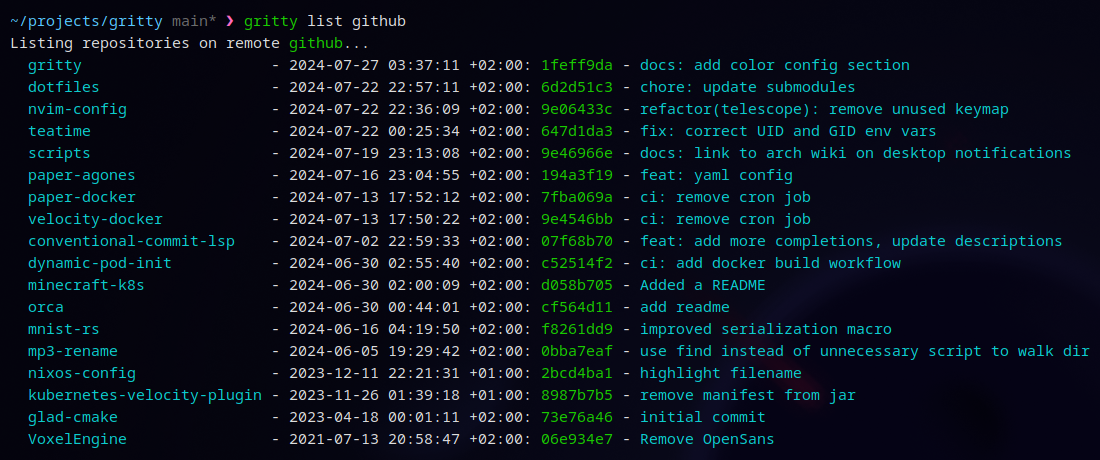 ~/projects/gritty main* ❯ gritty list github
Listing repositories on remote github...
gritty - 2024-07-27 03:37:11 +02:00: 1feff9da - docs: add color config section
dotfiles - 2024-07-22 22:57:11 +02:00: 6d2d51c3 - chore: update submodules
nvim-config - 2024-07-22 22:36:09 +02:00: 9e06433c - refactor(telescope): remove unused keymap
teatime - 2024-07-22 00:25:34 +02:00: 647d1da3 - fix: correct UID and GID env vars
scripts - 2024-07-19 23:13:08 +02:00: 9e46966e - docs: link to arch wiki on desktop notifications
paper-agones - 2024-07-16 23:04:55 +02:00: 194a3f19 - feat: yaml config
paper-docker - 2024-07-13 17:52:12 +02:00: 7fba069a - ci: remove cron job
velocity-docker - 2024-07-13 17:50:22 +02:00: 9e4546bb - ci: remove cron job
conventional-commit-lsp - 2024-07-02 22:59:33 +02:00: 07f68b70 - feat: add more completions, update descriptions
dynamic-pod-init - 2024-06-30 02:55:40 +02:00: c52514f2 - ci: add docker build workflow
minecraft-k8s - 2024-06-30 02:00:09 +02:00: d058b705 - Added a README
orca - 2024-06-30 00:44:01 +02:00: cf564d11 - add readme
mnist-rs - 2024-06-16 04:19:50 +02:00: f8261dd9 - improved serialization macro
mp3-rename - 2024-06-05 19:29:42 +02:00: 0bba7eaf - use find instead of unnecessary script to walk dir
nixos-config - 2023-12-11 22:21:31 +01:00: 2bcd4ba1 - highlight filename
kubernetes-velocity-plugin - 2023-11-26 01:39:18 +01:00: 8987b7b5 - remove manifest from jar
glad-cmake - 2023-04-18 00:01:11 +02:00: 73e76a46 - initial commit
VoxelEngine - 2021-07-13 20:58:47 +02:00: 06e934e7 - Remove OpenSans